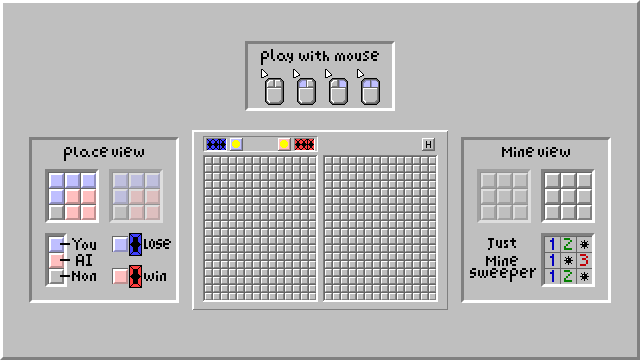 play with mouse
place view
Mine view
H
You
AI
Non
Lose
win
Just
Mine
sweeper
1 2
1 3
1 2